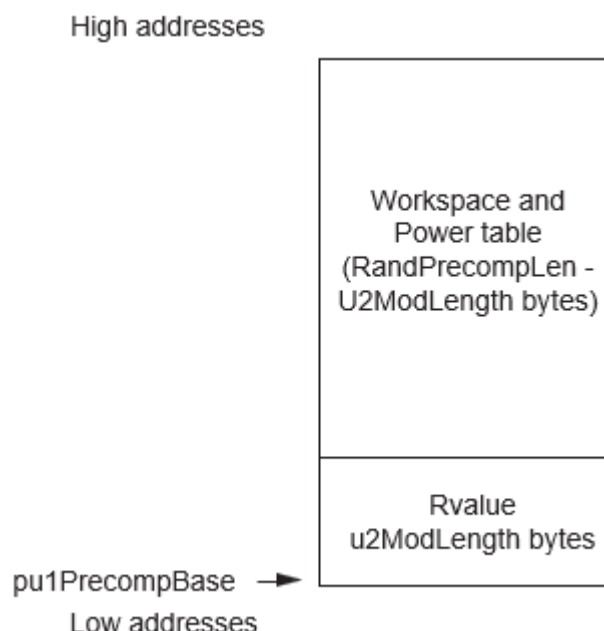 High addresses
Workspace and
Power table
(RandPrecompLen -
U2ModLength bytes)
Rvalue
u2ModLength bytes
pu1PrecompBase
Low addresses